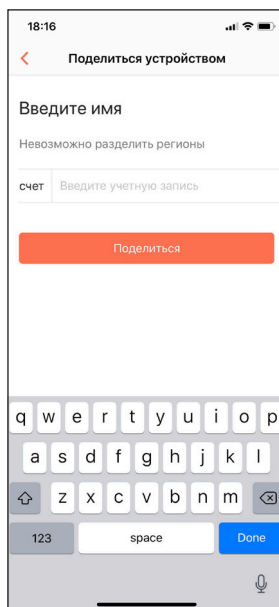 18:16
Поделиться устройством
Введите имя
Невозможно разделить регионы
счет Введите учетную запись
Поделиться
q w e r t y u i o p
a s d f g h j k l
z x c v b n m
123 space Done